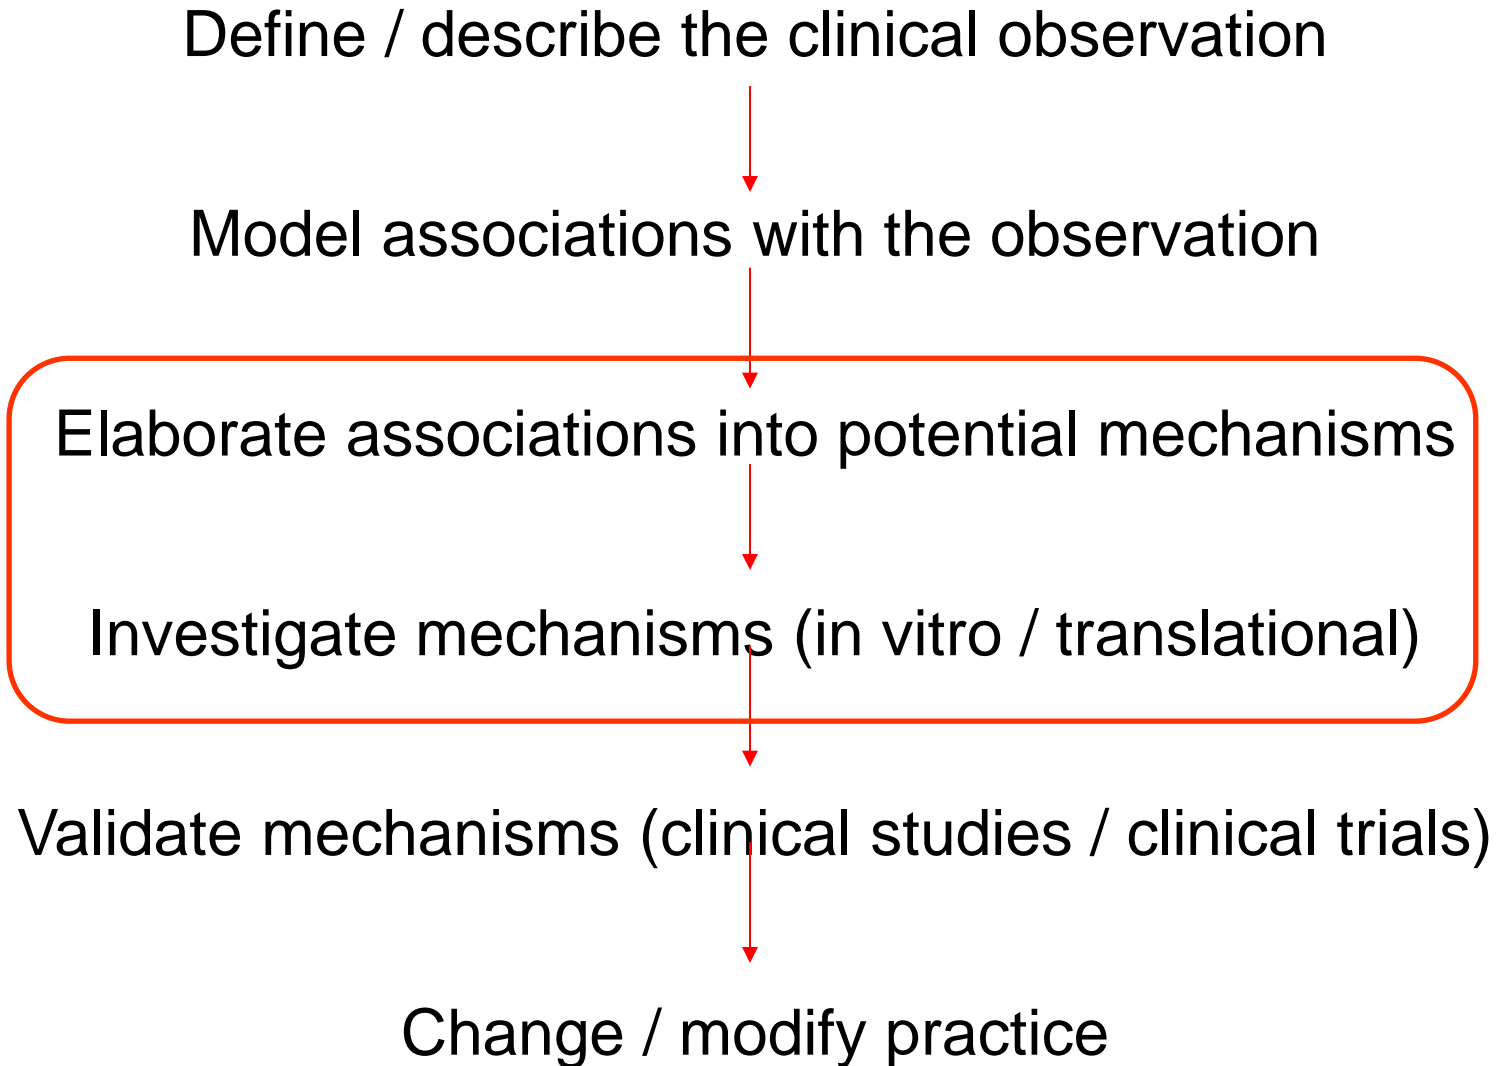 Define / describe the clinical observation
Model associations with the observation
Elaborate associations into potential mechanisms
Investigate mechanisms (in vitro / translational)
Validate mechanisms (clinical studies / clinical trials)
Change / modify practice